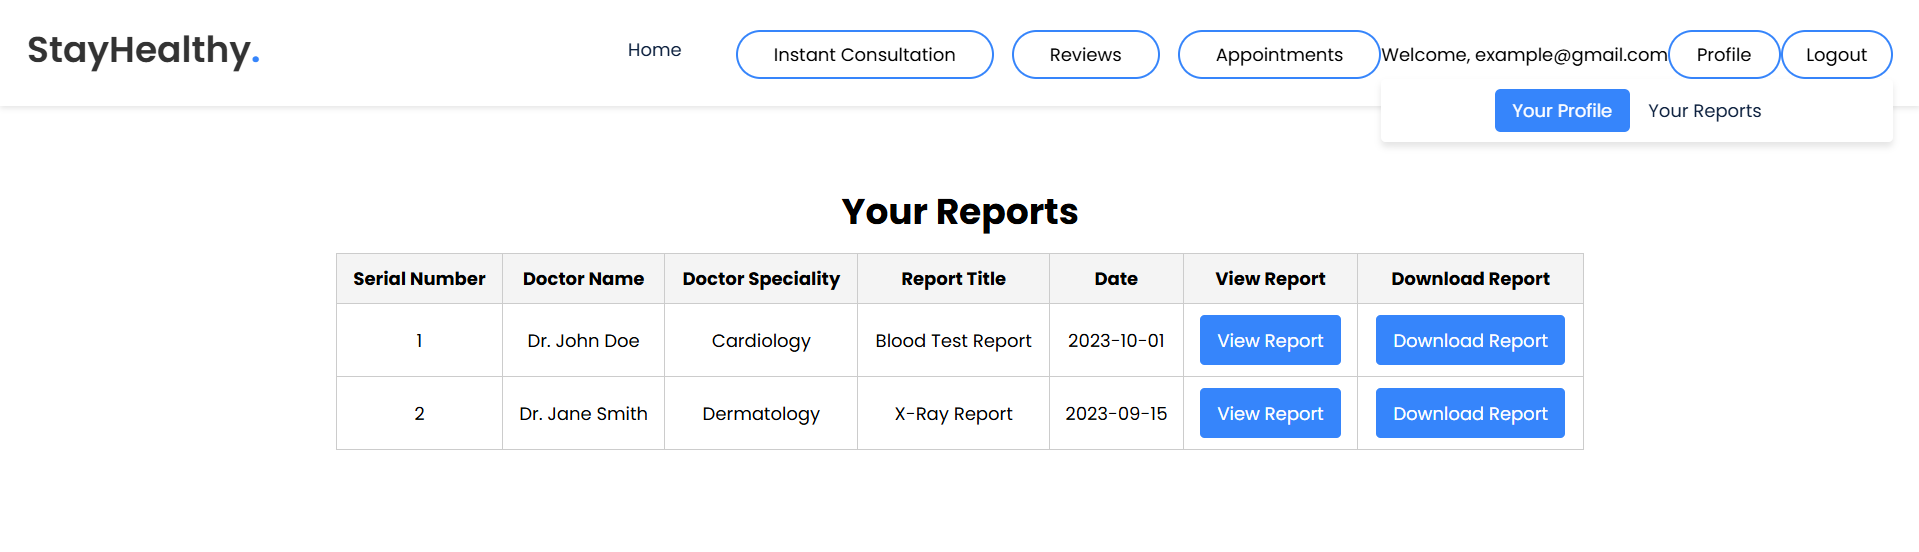 StayHealthy.
Home Instant Consultation Reviews Appointments Welcome, example@gmail.com Profile Logout
Your Profile Your Reports
Your Reports
Serial Number Doctor Name Doctor Speciality Report Title Date View Report Download Report
1 Dr. John Doe Cardiology Blood Test Report 2023-10-01 View Report Download Report
2 Dr. Jane Smith Dermatology X-Ray Report 2023-09-15 View Report Download Report